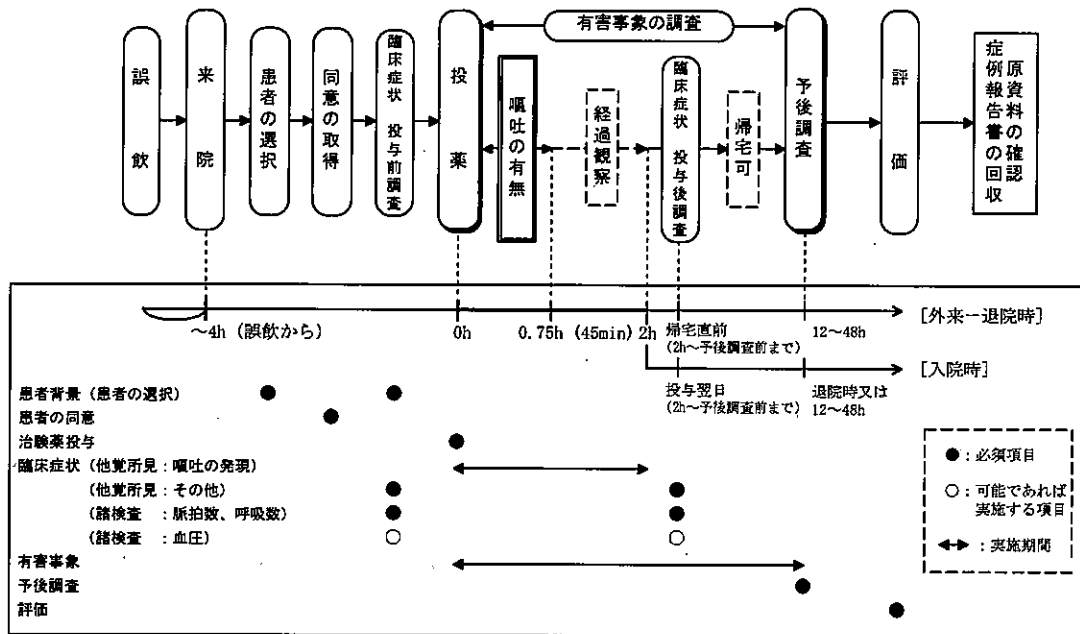 有害事象の調査
誤飲
来院
患者の選択
同意の取得
臨床症状 投与前調査
投薬
嘔吐の有無
経過観察
臨床症状 投与後調査
帰宅可
予後調査
評価
原資料の確認
症例報告書の回収
～4h (誤飲から)
0h
0.75h (45min)
2h
帰宅直前
(2h～予後調査前まで)
12～48h
[外来−退院時]
投与翌日
(2h～予後調査前まで)
退院時又は
12～48h
[入院時]
患者背景 (患者の選択)
患者の同意
治験薬投与
臨床症状 (他覚所見：嘔吐の発現)
(他覚所見：その他)
(諸検査 ：脈拍数、呼吸数)
(諸検査 ：血圧)
有害事象
予後調査
評価
●：必須項目
○：可能であれば
実施する項目
↔：実施期間